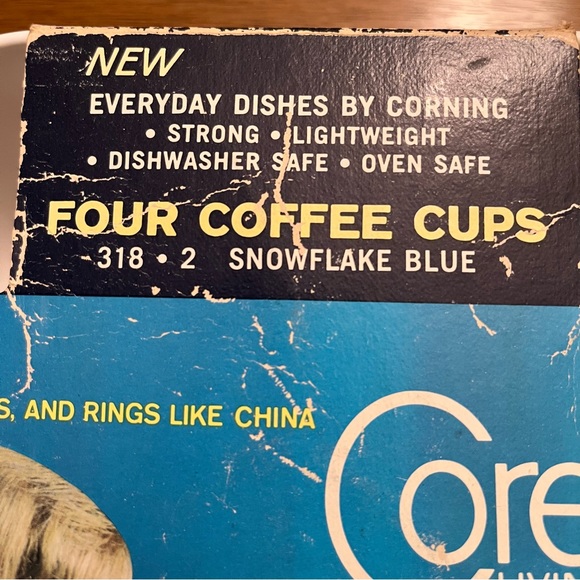 NEW
EVERYDAY DISHES BY CORNING
• STRONG • LIGHTWEIGHT
• DISHWASHER SAFE • OVEN SAFE
FOUR COFFEE CUPS
318 • 2 SNOWFLAKE BLUE
S, AND RINGS LIKE CHINA
Core
LIVIN